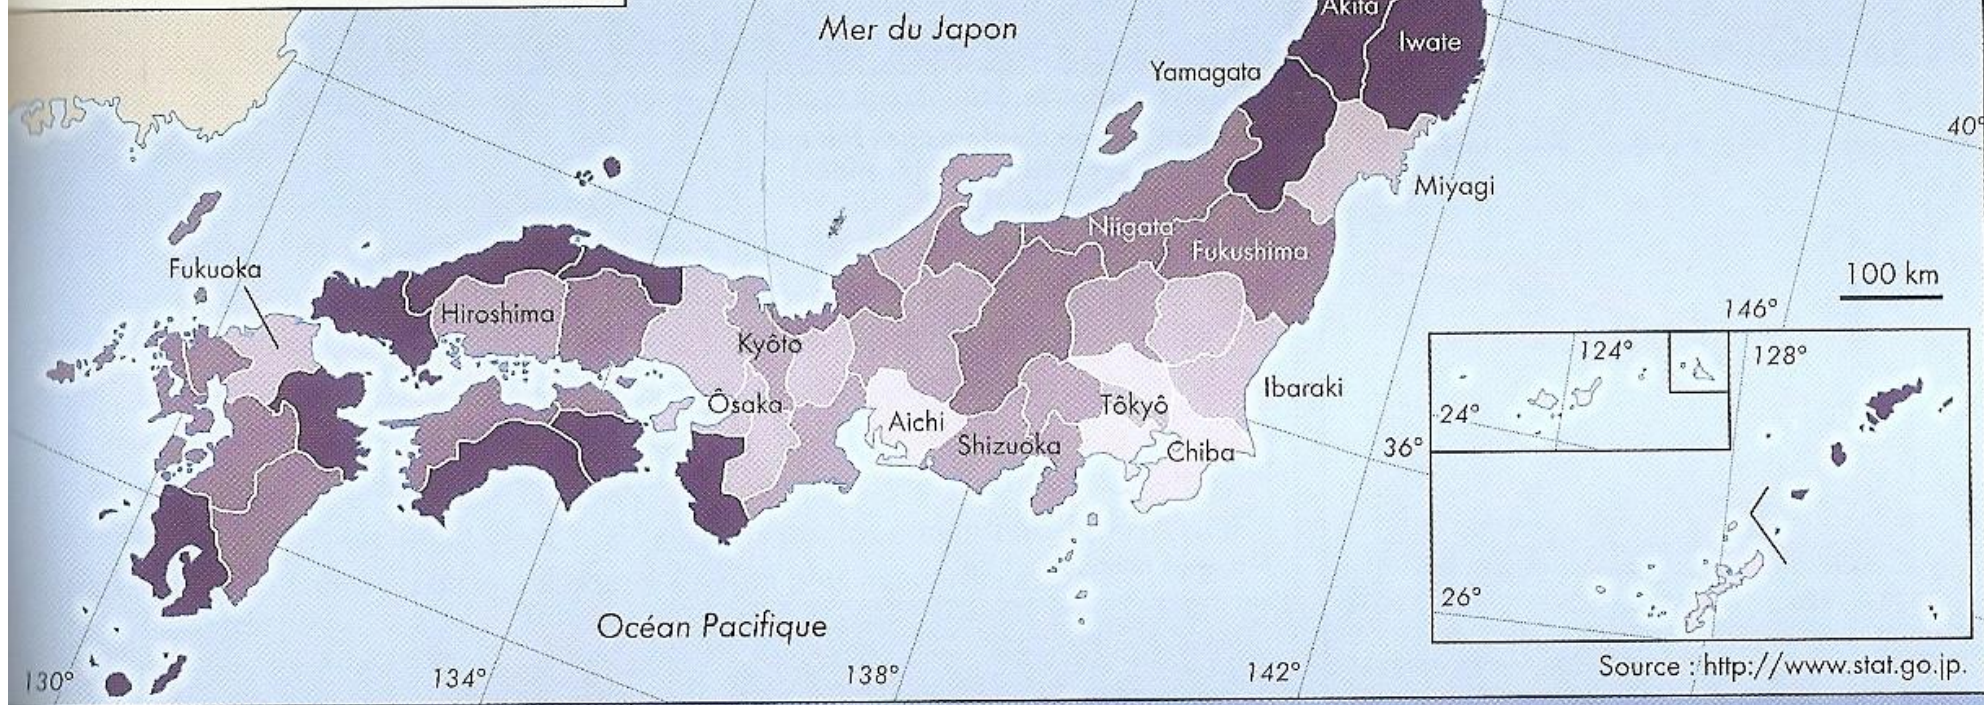 Akita
Mer du Japon
Iwate
Yamagata
40°
Miyagi
Niigata
Fukushima
Fukuoka
100 km
Hiroshima
146°
Kyôto
124°
128°
Ibaraki
Ôsaka
Tôkyô
Aichi
24°
Shizuoka
36°
Chiba
26°
Océan Pacifique
Source : http://www.stat.go.jp.
130°
134°
138°
142°